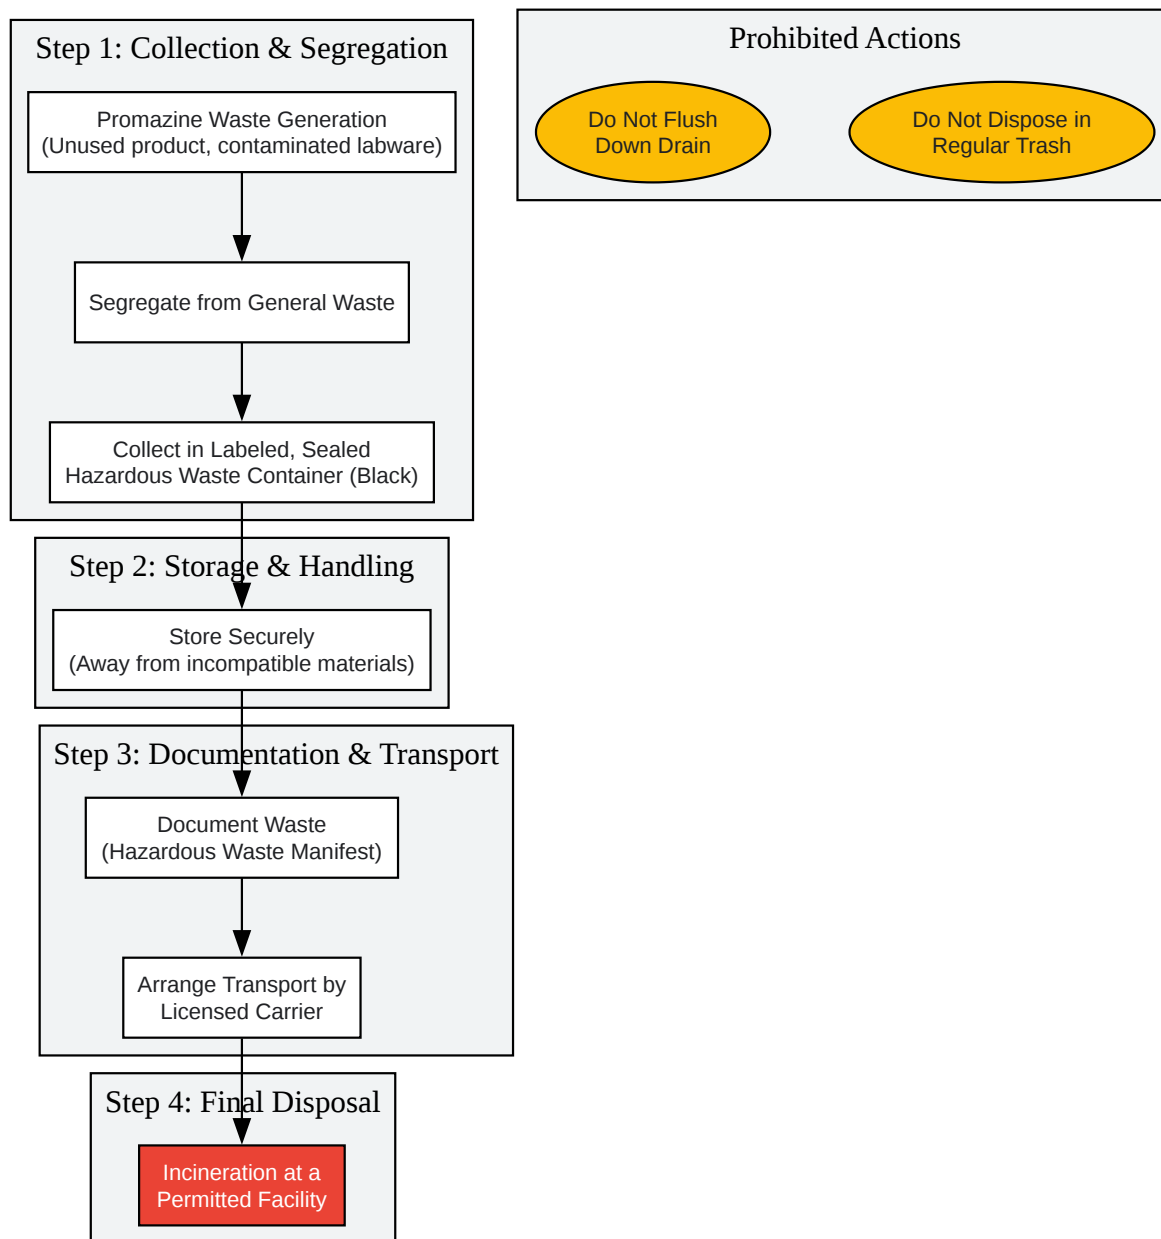 Step 1: Collection & Segregation
Promazine Waste Generation
(Unused product, contaminated labware)
Segregate from General Waste
Collect in Labeled, Sealed
Hazardous Waste Container (Black)
Step 2: Storage & Handling
Store Securely
(Away from incompatible materials)
Step 3: Documentation & Transport
Document Waste
(Hazardous Waste Manifest)
Arrange Transport by
Licensed Carrier
Step 4: Final Disposal
Incineration at a
Permitted Facility
Prohibited Actions
Do Not Flush
Down Drain
Do Not Dispose in
Regular Trash